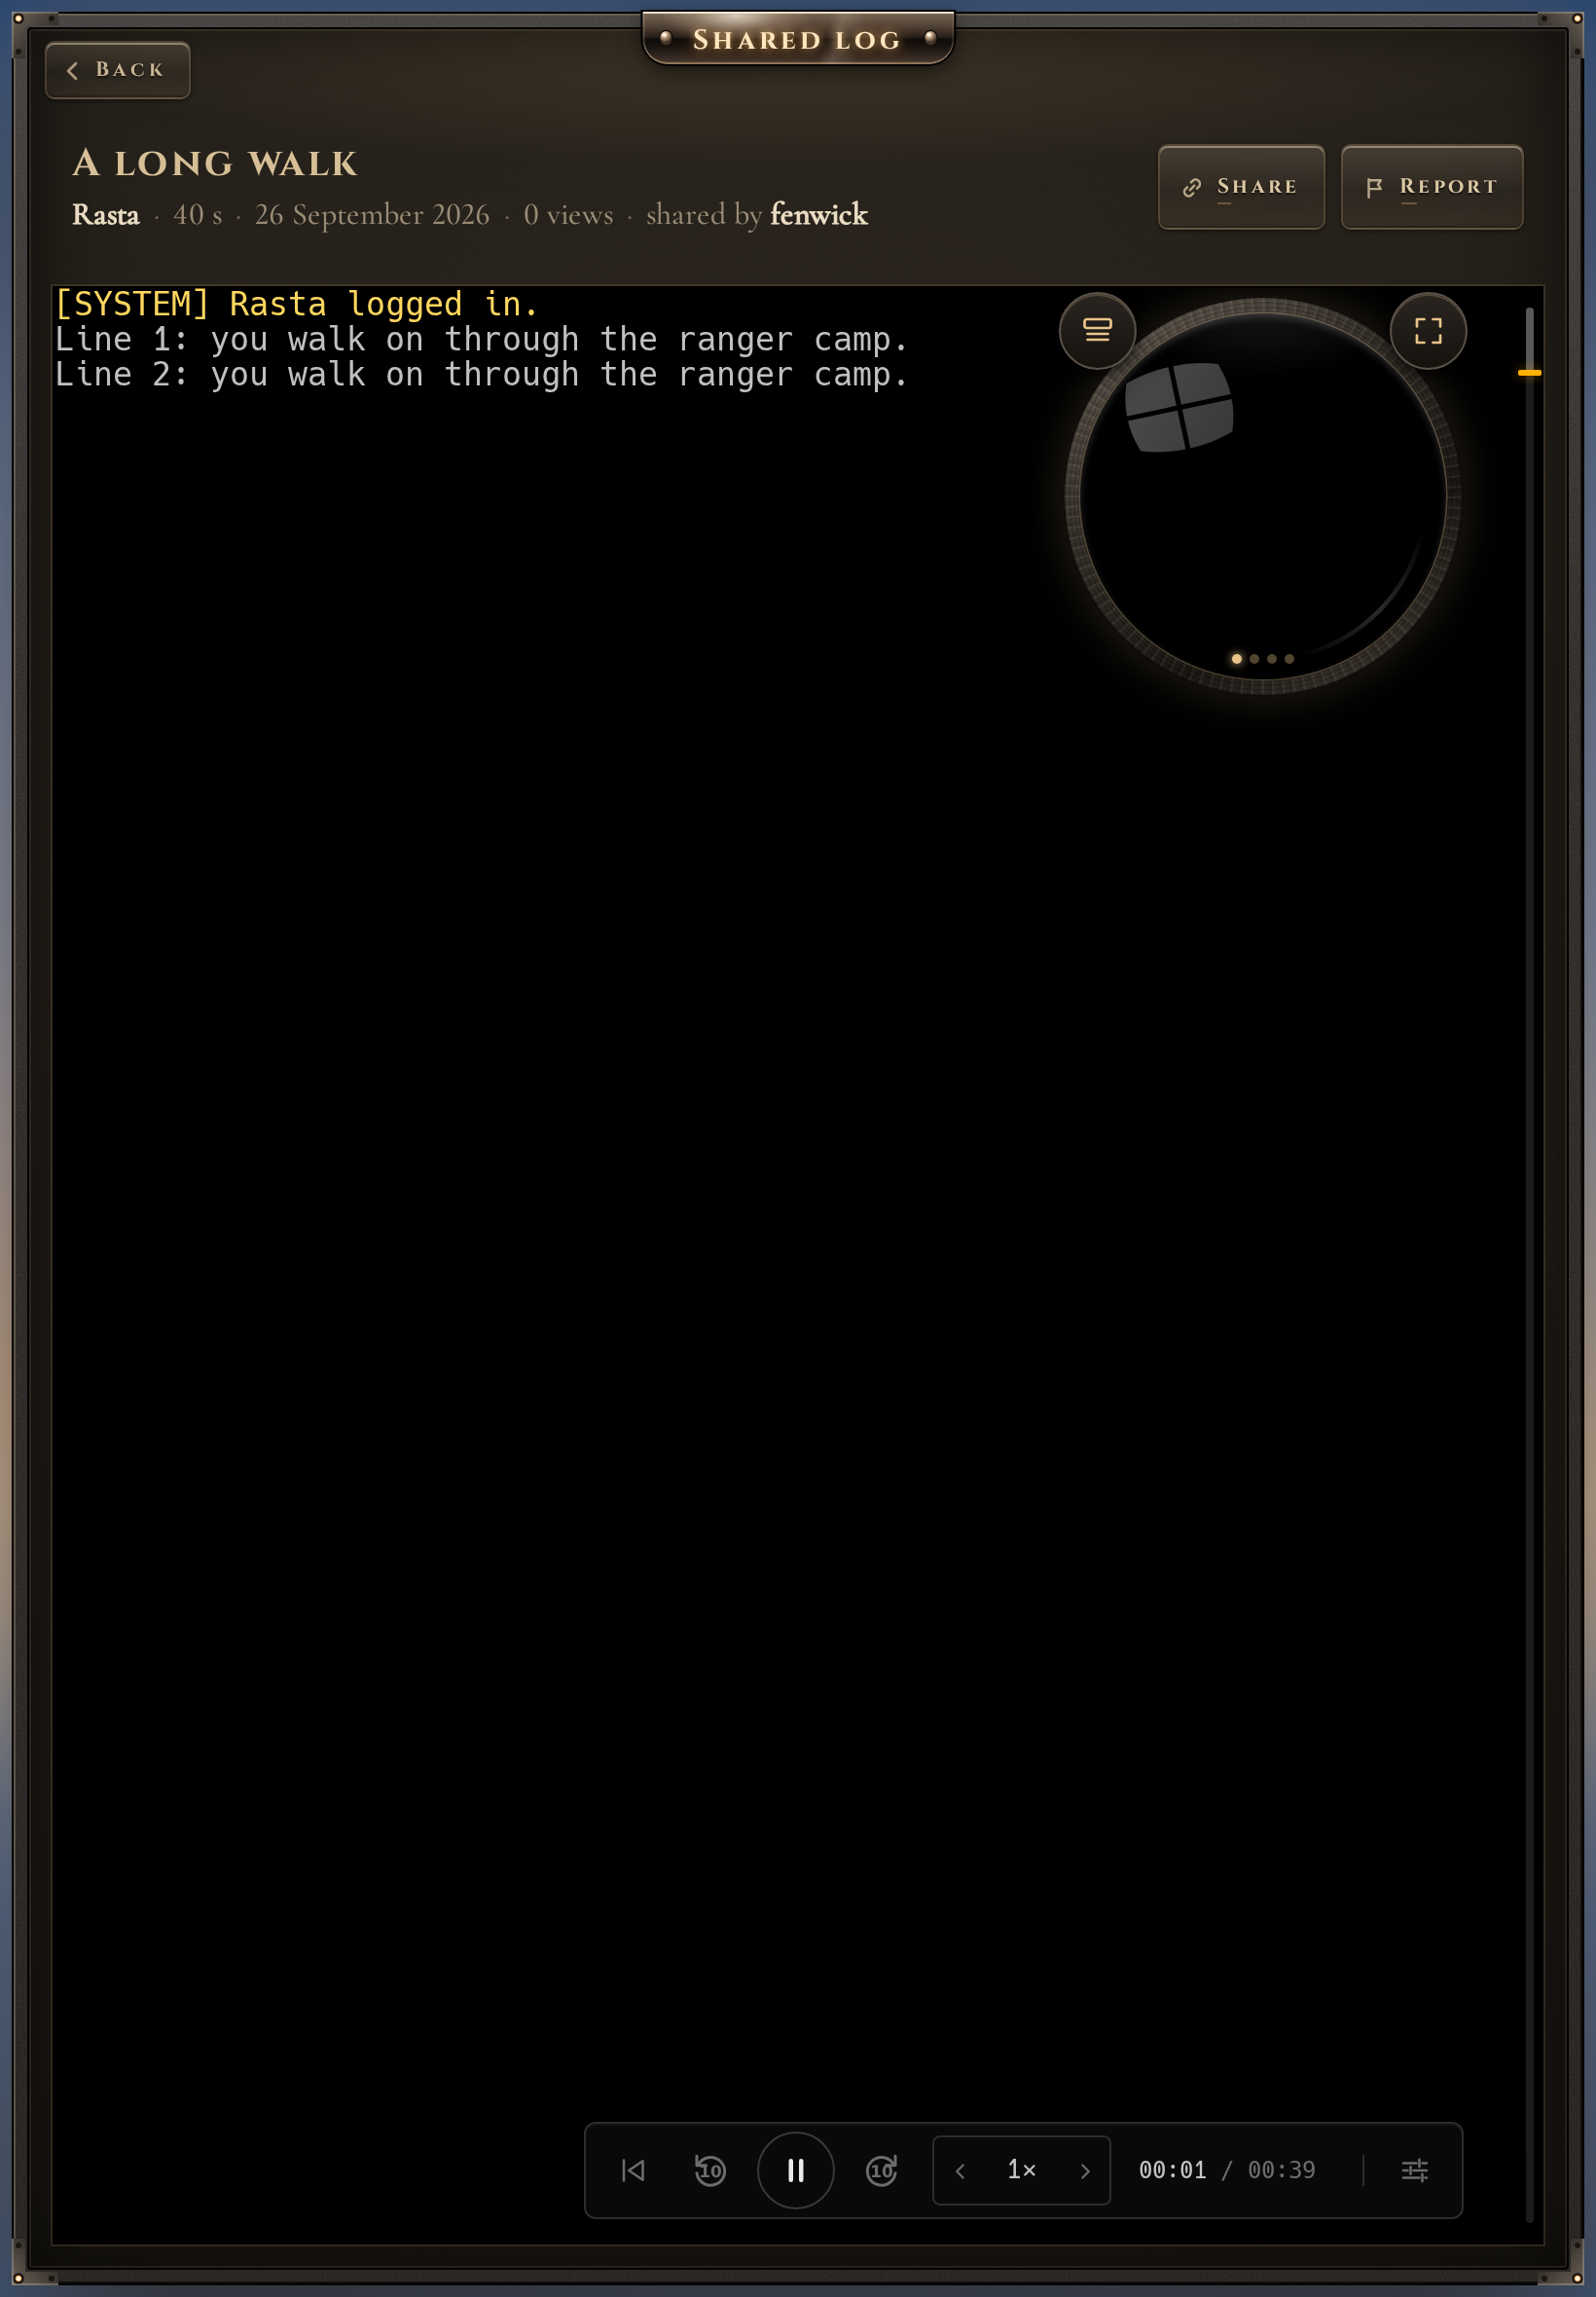 Shared log
Back
A long walk
Rasta · 40 s · 26 September 2026 · 0 views · shared by fenwick
Share
Report
[SYSTEM] Rasta logged in.
Line 1: you walk on through the ranger camp.
Line 2: you walk on through the ranger camp.
10
10
1×
00:01 / 00:39